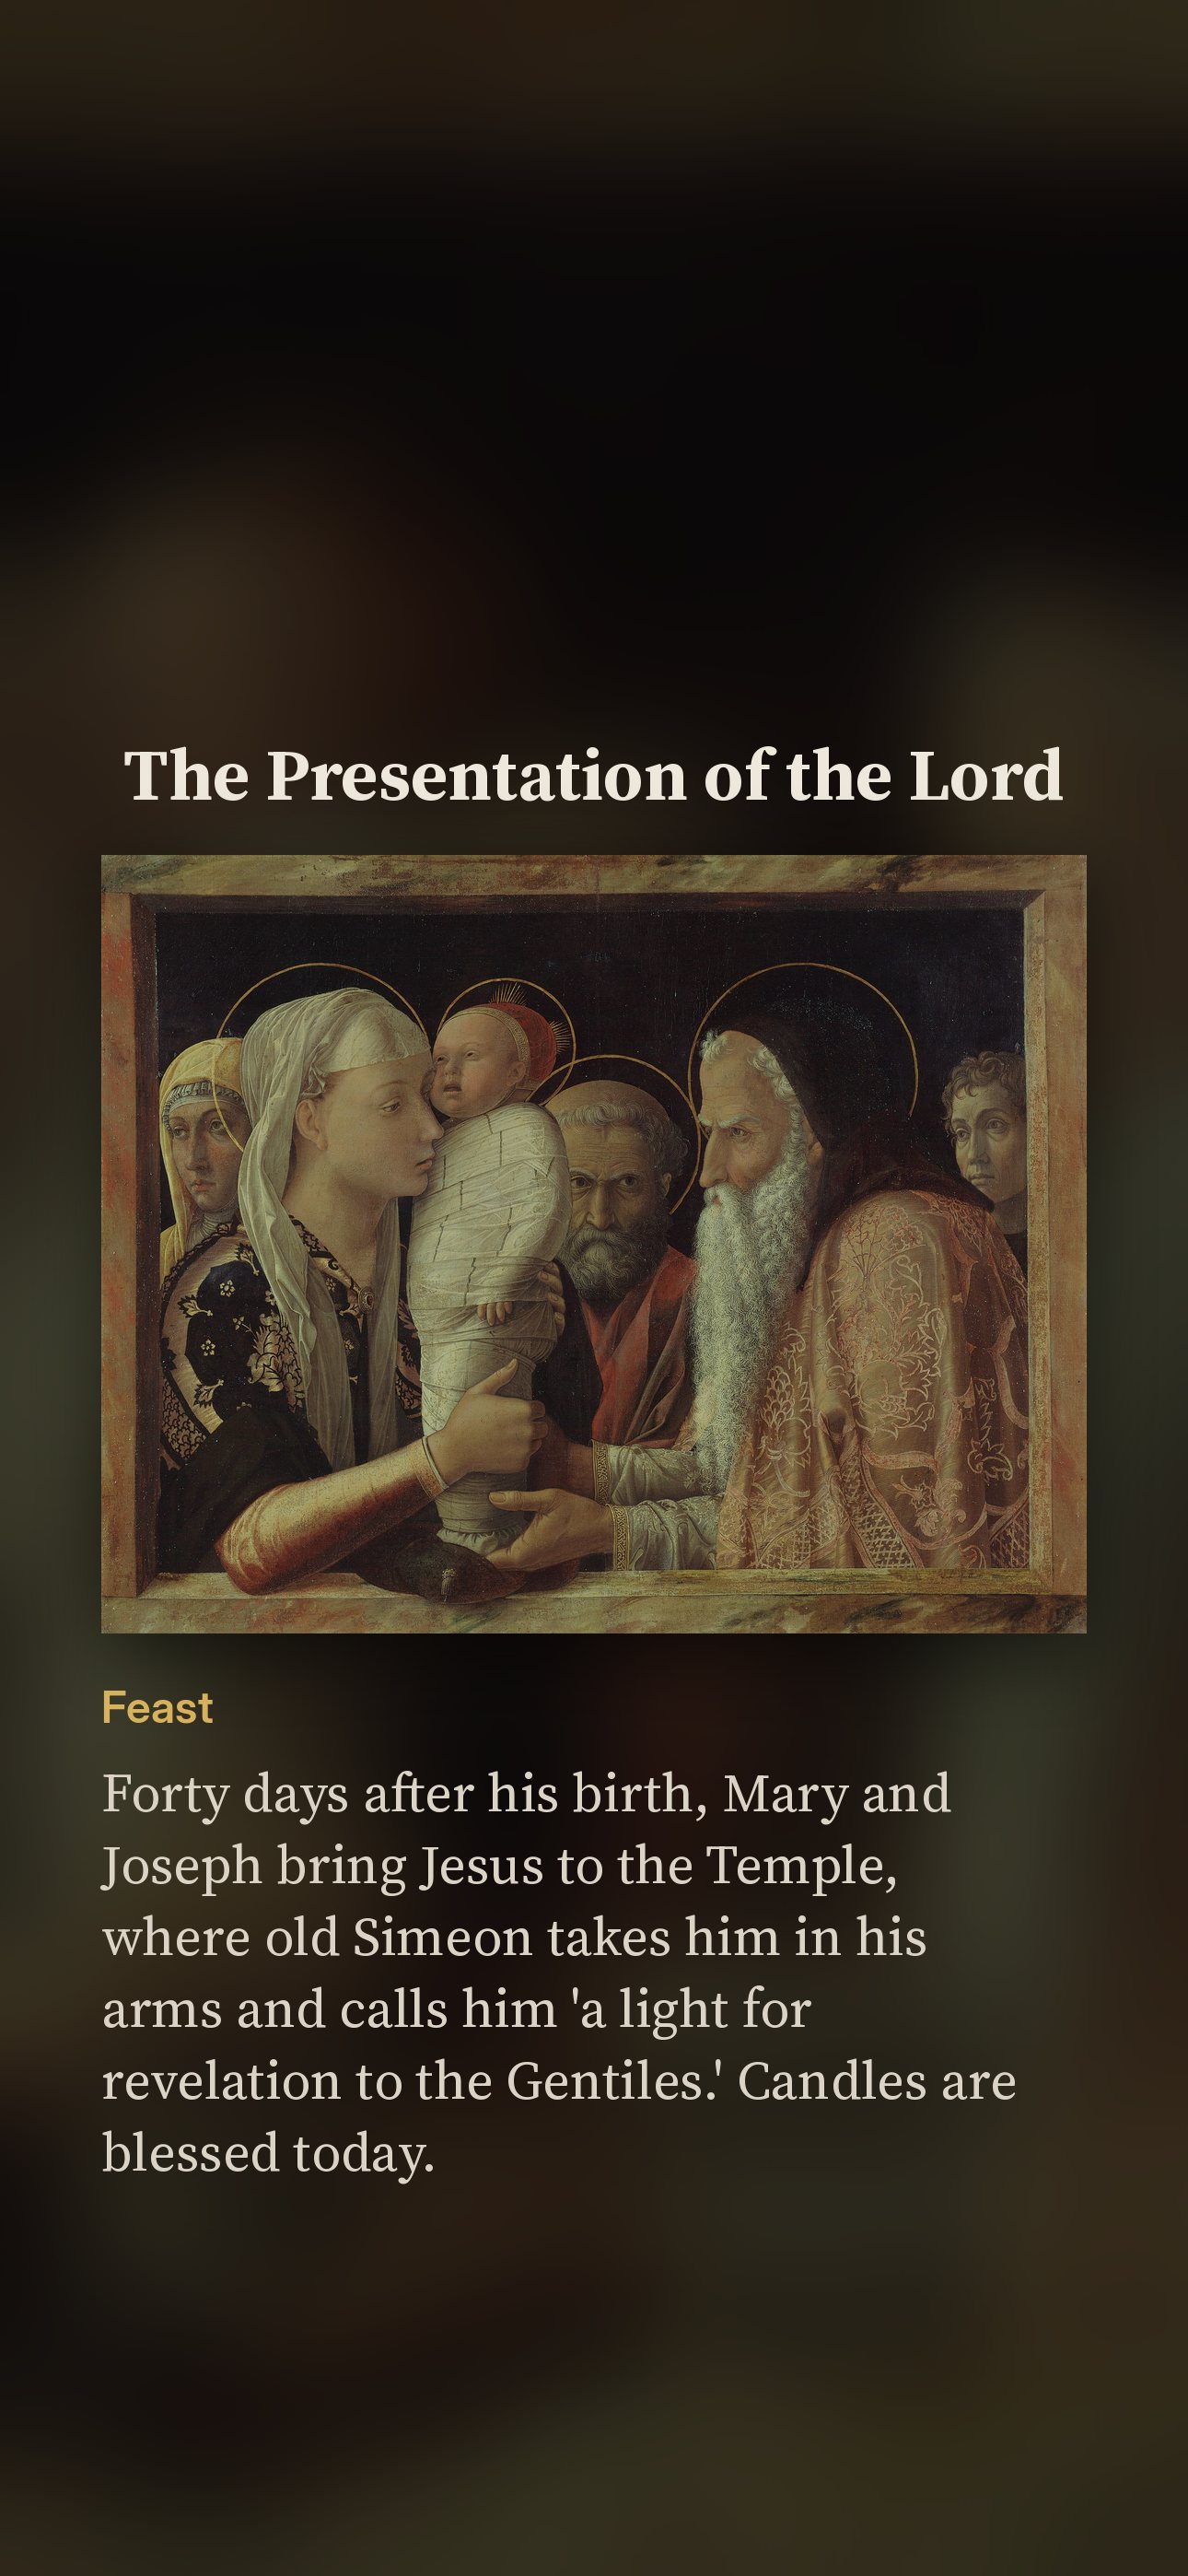 The Presentation of the Lord
Feast
Forty days after his birth, Mary and
Joseph bring Jesus to the Temple,
where old Simeon takes him in his
arms and calls him 'a light for
revelation to the Gentiles.' Candles are
blessed today.